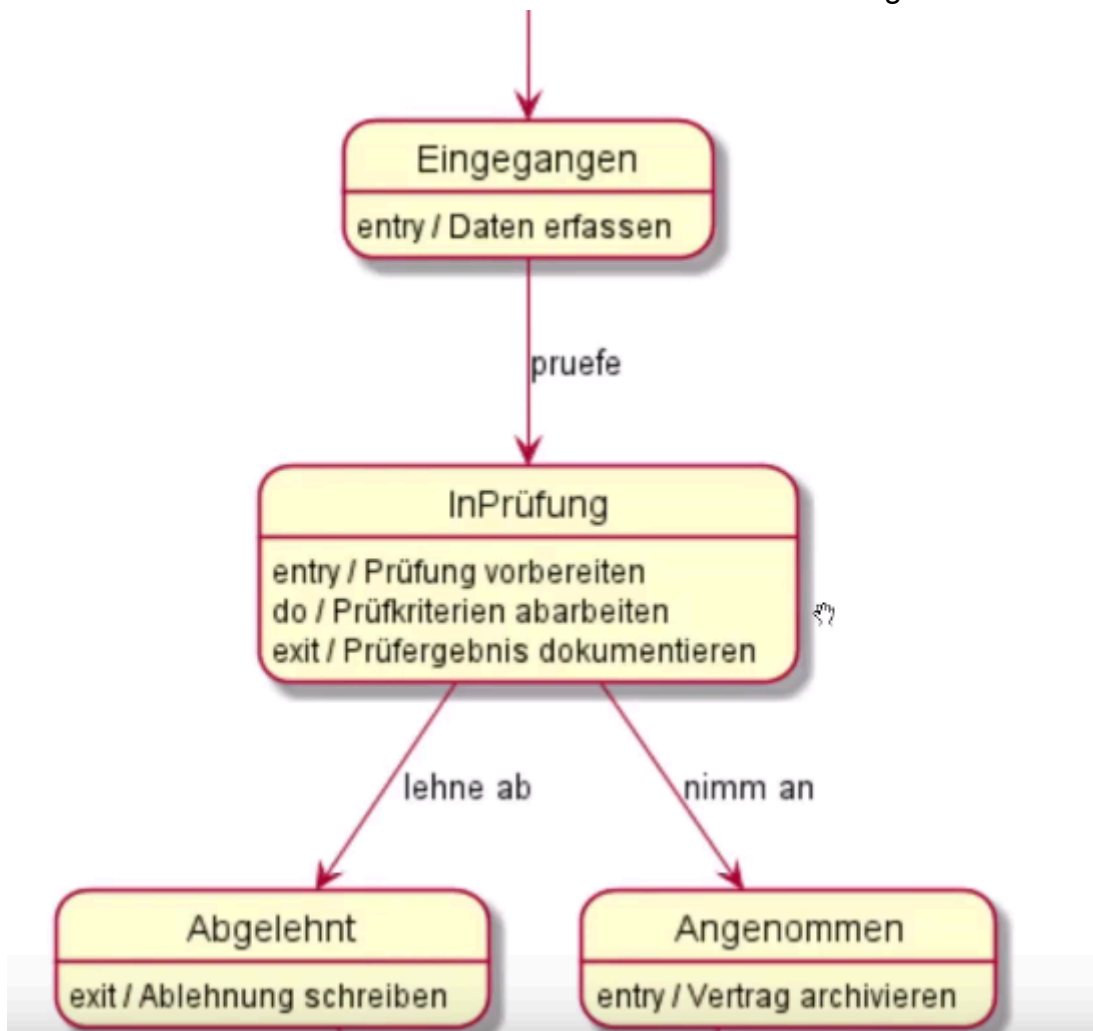 Eingegangen
entry / Daten erfassen
pruefe
InPrüfung
entry / Prüfung vorbereiten
do / Prüfkriterien abarbeiten
exit / Prüfergebnis dokumentieren
lehne ab
nimm an
Abgelehnt
exit / Ablehnung schreiben
Angenommen
entry / Vertrag archivieren